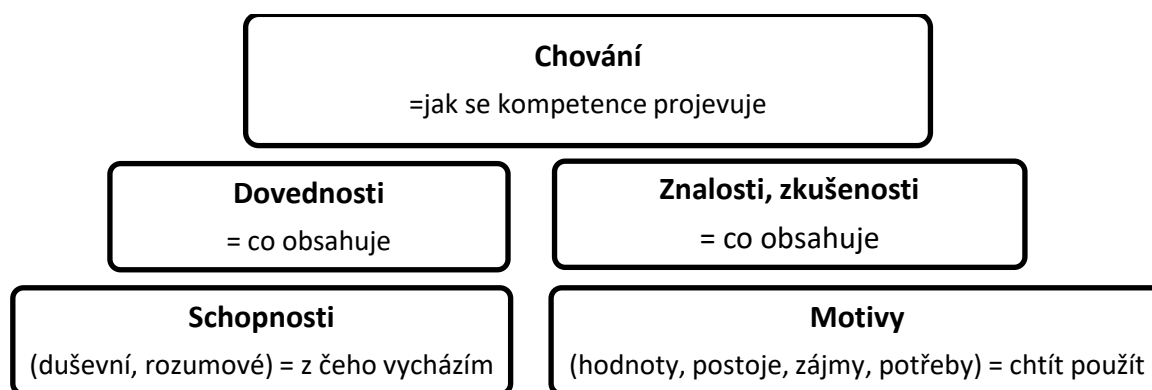 Chování
=jak se kompetence projevuje
Dovednosti
= co obsahuje
Znalosti, zkušenosti
= co obsahuje
Schopnosti
(duševní, rozumové) = z čeho vycházím
Motivy
(hodnoty, postoje, zájmy, potřeby) = chtít použít